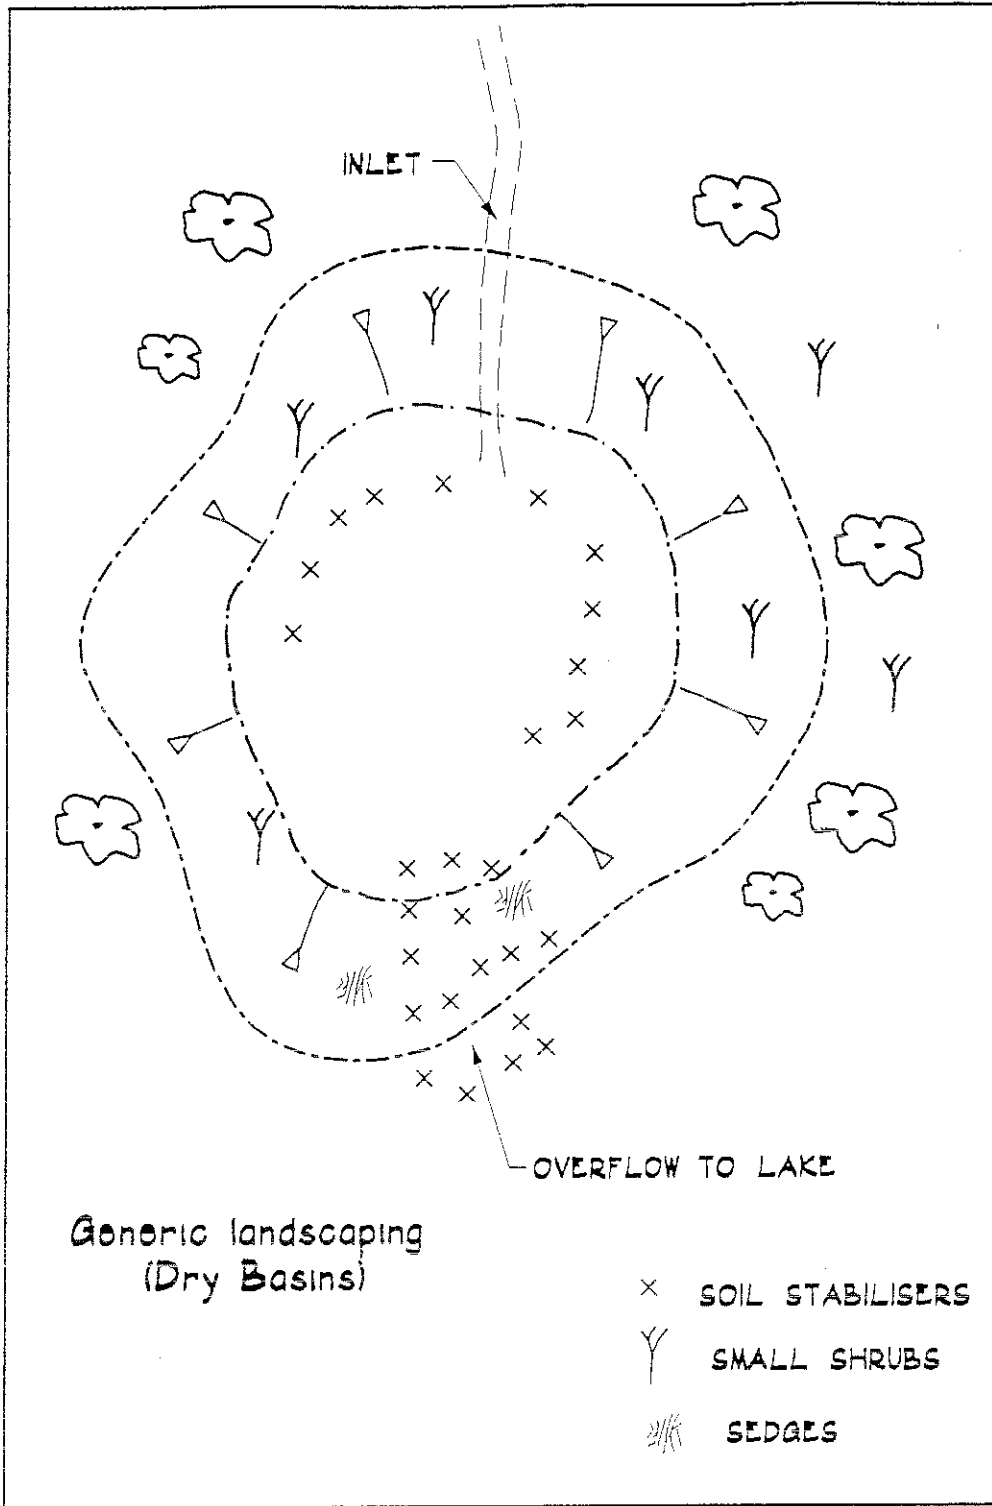 INLET
OVERFLOW TO LAKE
Generic landscaping
(Dry Basins)
SOIL STABILISERS
SMALL SHRUBS
SEDGES